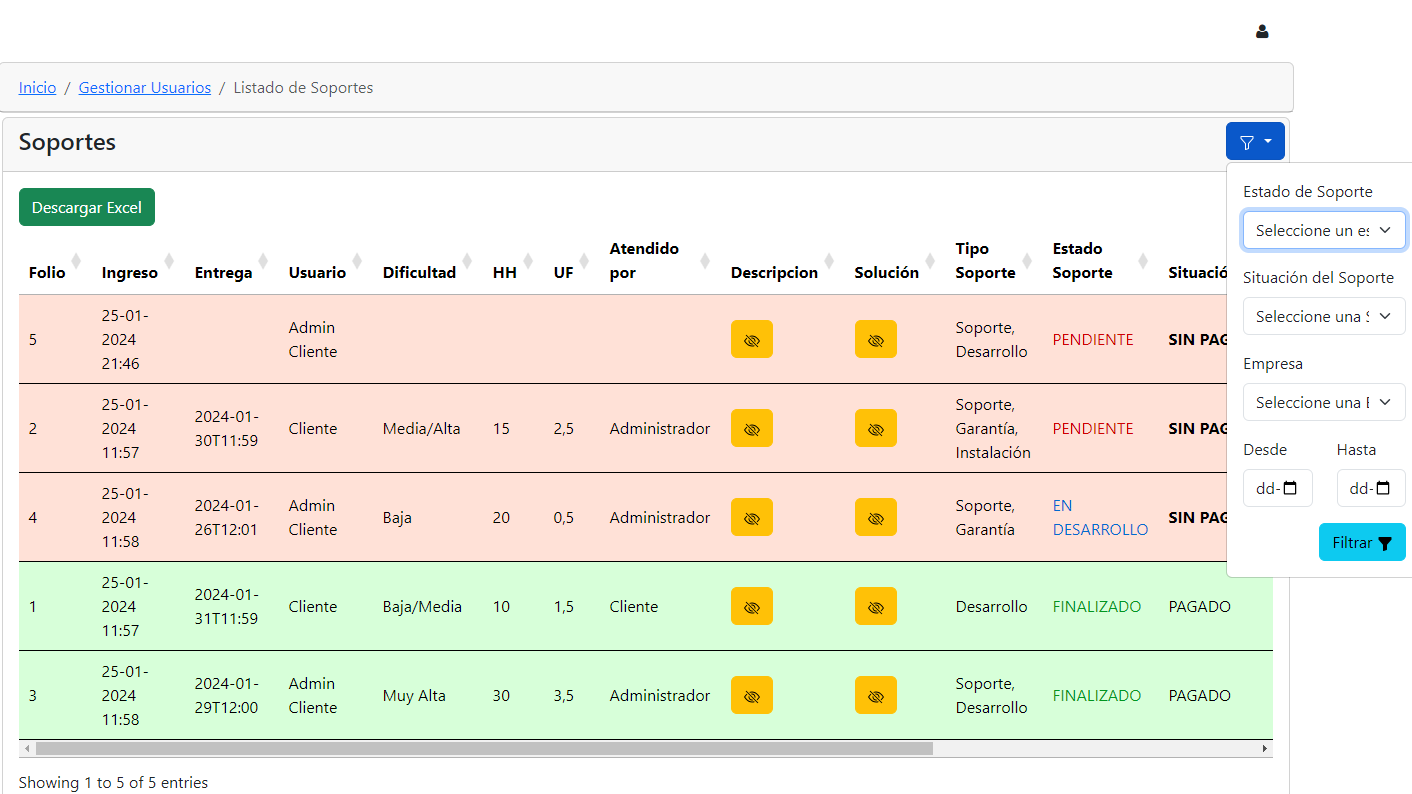 Inicio / Gestionar Usuarios / Listado de Soportes
Soportes
Descargar Excel
Folio Ingreso Entrega Usuario Dificultad HH UF Atendido por Descripcion Solución Tipo Soporte Estado Soporte Situació
5 25-01-2024 21:46 Admin Cliente Soporte, Desarrollo PENDIENTE SIN PAG
2 25-01-2024 11:57 2024-01-30T11:59 Cliente Media/Alta 15 2,5 Administrador Soporte, Garantía, Instalación PENDIENTE SIN PAG
4 25-01-2024 11:58 2024-01-26T12:01 Admin Cliente Baja 20 0,5 Administrador Soporte, Garantía EN DESARROLLO SIN PAG
1 25-01-2024 11:57 2024-01-31T11:59 Cliente Baja/Media 10 1,5 Cliente Desarrollo FINALIZADO PAGADO
3 25-01-2024 11:58 2024-01-29T12:00 Admin Cliente Muy Alta 30 3,5 Administrador Soporte, Desarrollo FINALIZADO PAGADO
Showing 1 to 5 of 5 entries
Estado de Soporte
Seleccione un es
Situación del Soporte
Seleccione una
Empresa
Seleccione una
Desde Hasta
dd- dd-
Filtrar